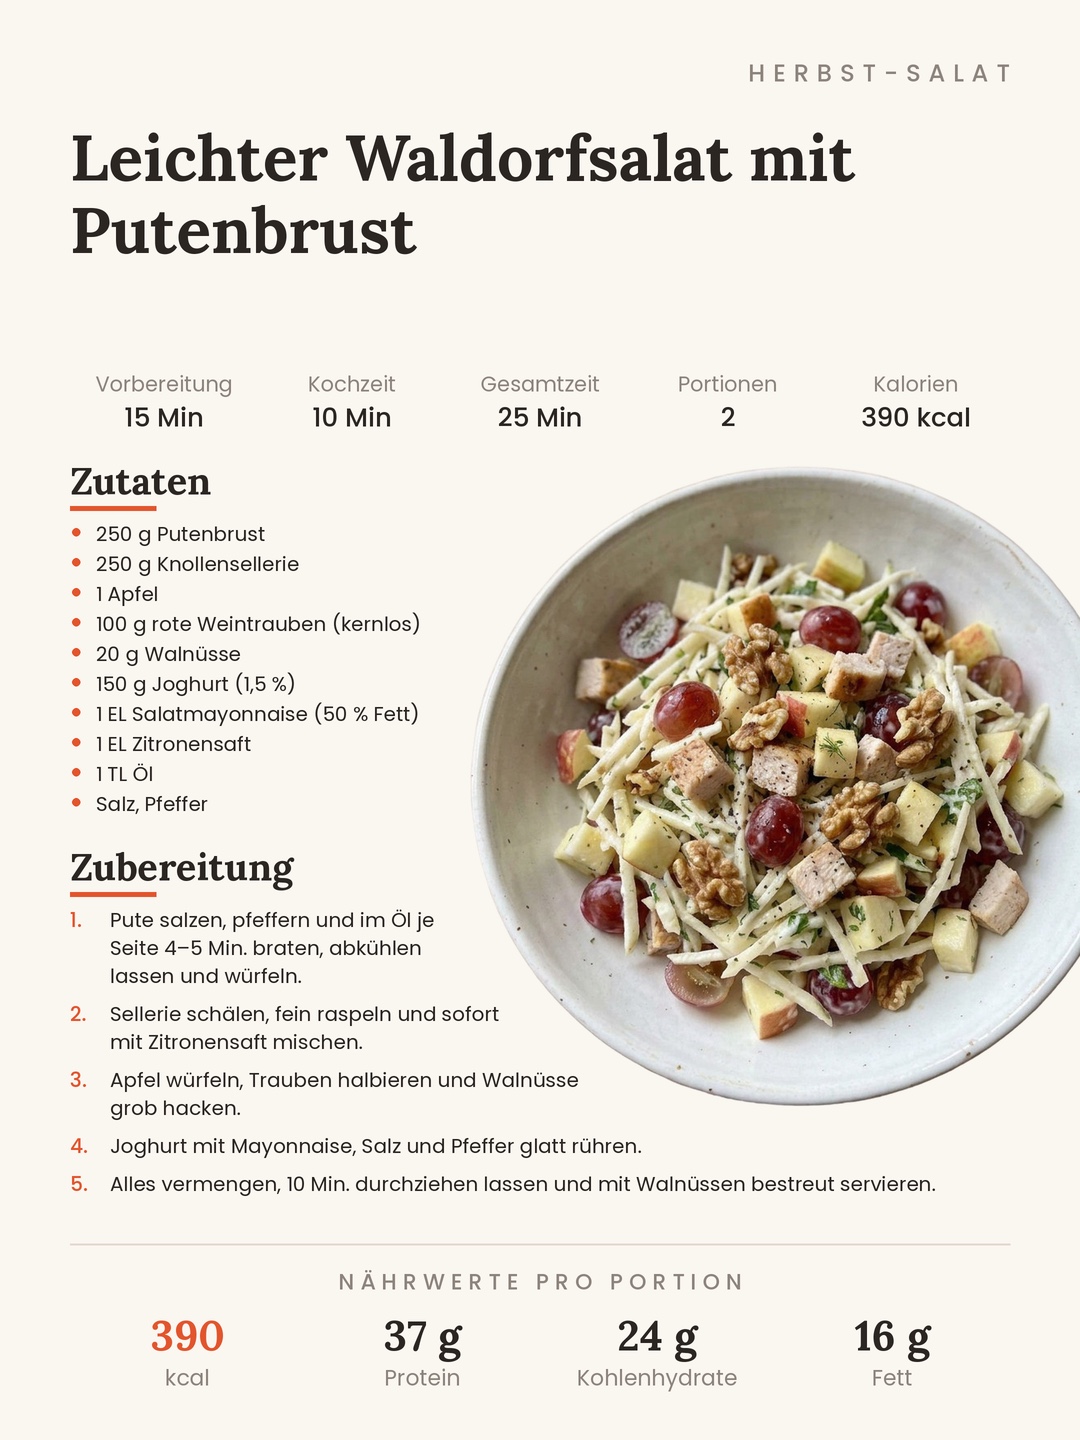 HERBST-SALAT
Leichter Waldorfsalat mit
Putenbrust
Vorbereitung Kochzeit Gesamtzeit Portionen Kalorien
15 Min 10 Min 25 Min 2 390 kcal
Zutaten
• 250 g Putenbrust
• 250 g Knollensellerie
• 1 Apfel
• 100 g rote Weintrauben (kernlos)
• 20 g Walnüsse
• 150 g Joghurt (1,5 %)
• 1 EL Salatmayonnaise (50 % Fett)
• 1 EL Zitronensaft
• 1 TL Öl
• Salz, Pfeffer
Zubereitung
1. Pute salzen, pfeffern und im Öl je
Seite 4–5 Min. braten, abkühlen
lassen und würfeln.
2. Sellerie schälen, fein raspeln und sofort
mit Zitronensaft mischen.
3. Apfel würfeln, Trauben halbieren und Walnüsse
grob hacken.
4. Joghurt mit Mayonnaise, Salz und Pfeffer glatt rühren.
5. Alles vermengen, 10 Min. durchziehen lassen und mit Walnüssen bestreut servieren.
NÄHRWERTE PRO PORTION
390 37 g 24 g 16 g
kcal Protein Kohlenhydrate Fett